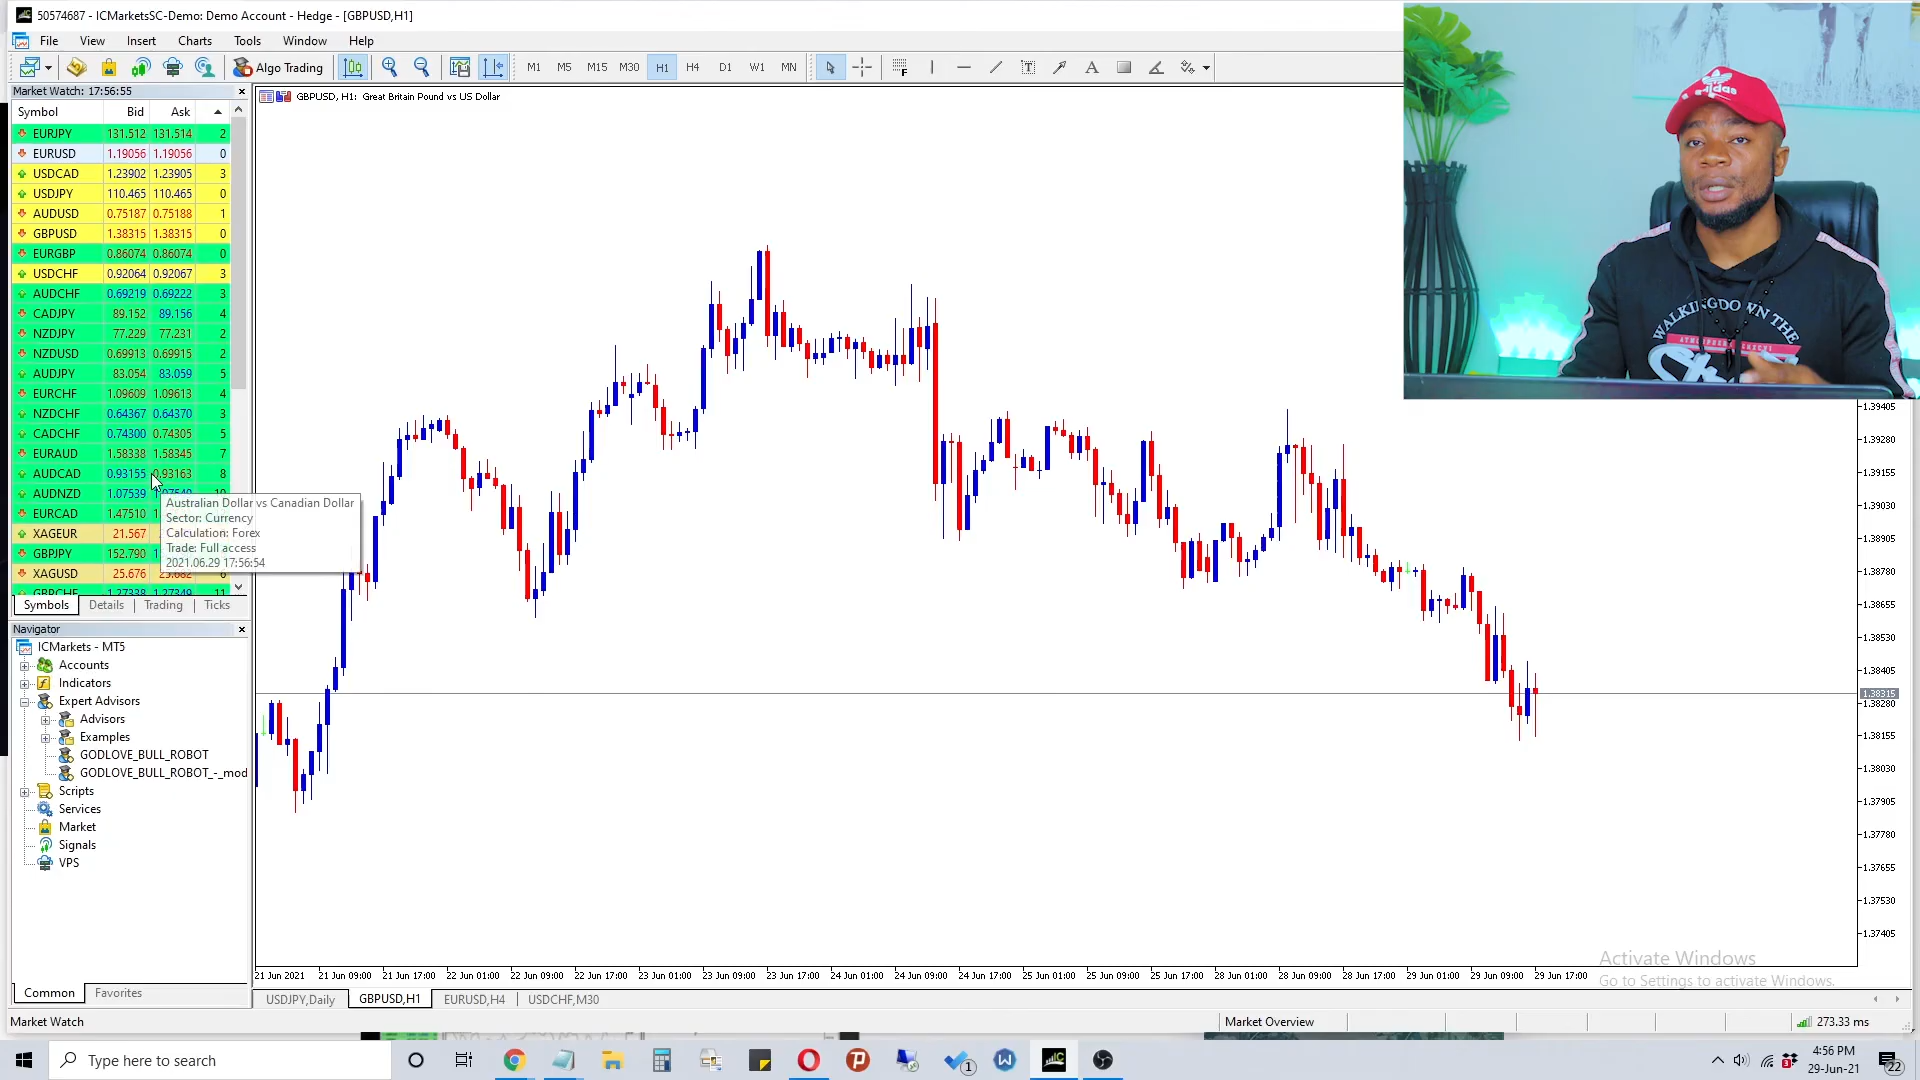 50574687 - ICMarketsSC-Demo: Demo Account - Hedge - [GBPUSD,H1]
File View Insert Charts Tools Window Help
Algo Trading M1 M5 M15 M30 H1 H4 D1 W1 MN
Market Watch: 17:56:55
GBPUSD, H1: Great Britain Pound vs US Dollar
Symbol Bid Ask
EURJPY 131.512 131.514 2
EURUSD 1.19056 1.19056 0
USDCAD 1.23902 1.23905 3
USDJPY 110.465 110.465 0
AUDUSD 0.75187 0.75188 1
GBPUSD 1.38315 1.38315 0
EURGBP 0.86074 0.86074 0
USDCHF 0.92064 0.92067 3
AUDCHF 0.69219 0.69222 3
CADJPY 89.152 89.156 4
NZDJPY 77.229 77.231 2
NZDUSD 0.69913 0.69915 2
AUDJPY 83.054 83.059 5
EURCHF 1.09609 1.09613 4
NZDCHF 0.64367 0.64370 3
CADCHF 0.74300 0.74305 5
EURAUD 1.58338 1.58345 7
AUDCAD 0.93155 0.93163 8
AUDNZD 1.07539
EURCAD 1.47510
XAGEUR 21.567
GBPJPY 152.790
XAGUSD 25.676 25.682 6
GBPCHF 1.27338 1.27349 11
Australian Dollar vs Canadian Dollar
Sector: Currency
Calculation: Forex
Trade: Full access
2021.06.29 17:56:54
Symbols Details Trading Ticks
Navigator
ICMarkets - MT5
Accounts
Indicators
Expert Advisors
Advisors
Examples
GODLOVE_BULL_ROBOT
GODLOVE_BULL_ROBOT_-_mod
Scripts
Services
Market
Signals
VPS
Common Favorites
adidas
WALKING DOWN THE
1.39405
1.39280
1.39155
1.39030
1.38905
1.38780
1.38655
1.38530
1.38405
1.38315
1.38280
1.38155
1.38030
1.37905
1.37780
1.37655
1.37530
1.37405
21 Jun 2021 21 Jun 09:00 21 Jun 17:00 22 Jun 01:00 22 Jun 09:00 22 Jun 17:00 23 Jun 01:00 23 Jun 09:00 23 Jun 17:00 24 Jun 01:00 24 Jun 09:00 24 Jun 17:00 25 Jun 01:00 25 Jun 09:00 25 Jun 17:00 28 Jun 01:00 28 Jun 09:00 28 Jun 17:00 29 Jun 01:00 29 Jun 09:00 29 Jun 17:00
Activate Windows
Go to Settings to activate Windows.
USDJPY,Daily GBPUSD,H1 EURUSD,H4 USDCHF,M30
Market Watch Market Overview 273.33 ms
Type here to search
4:56 PM
29-Jun-21
22